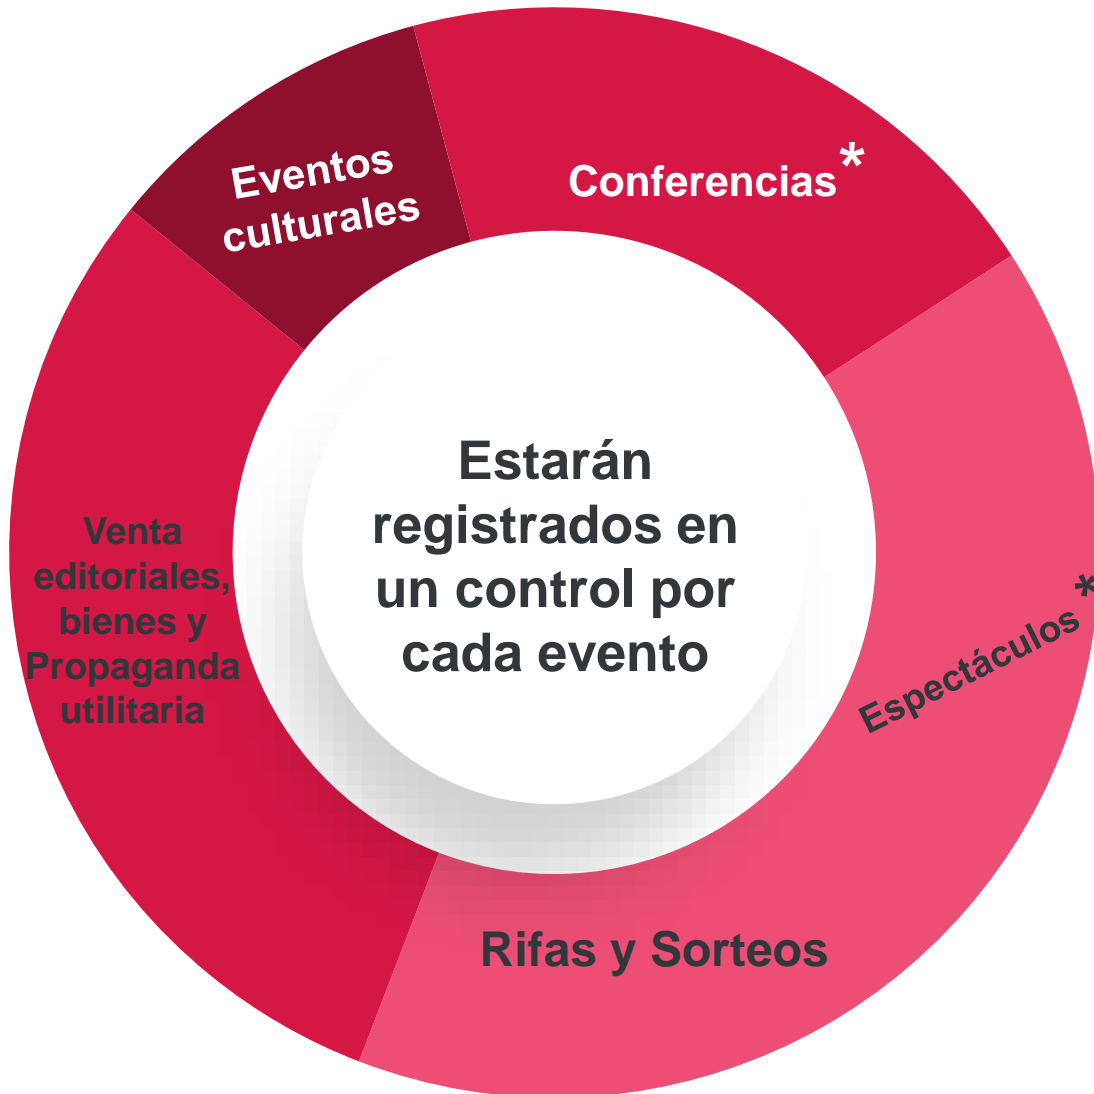 Eventos
culturales
Conferencias*
Estarán
registrados en
un control por
cada evento
Venta
editoriales,
bienes y
Propaganda
utilitaria
Espectáculos*
Rifas y Sorteos